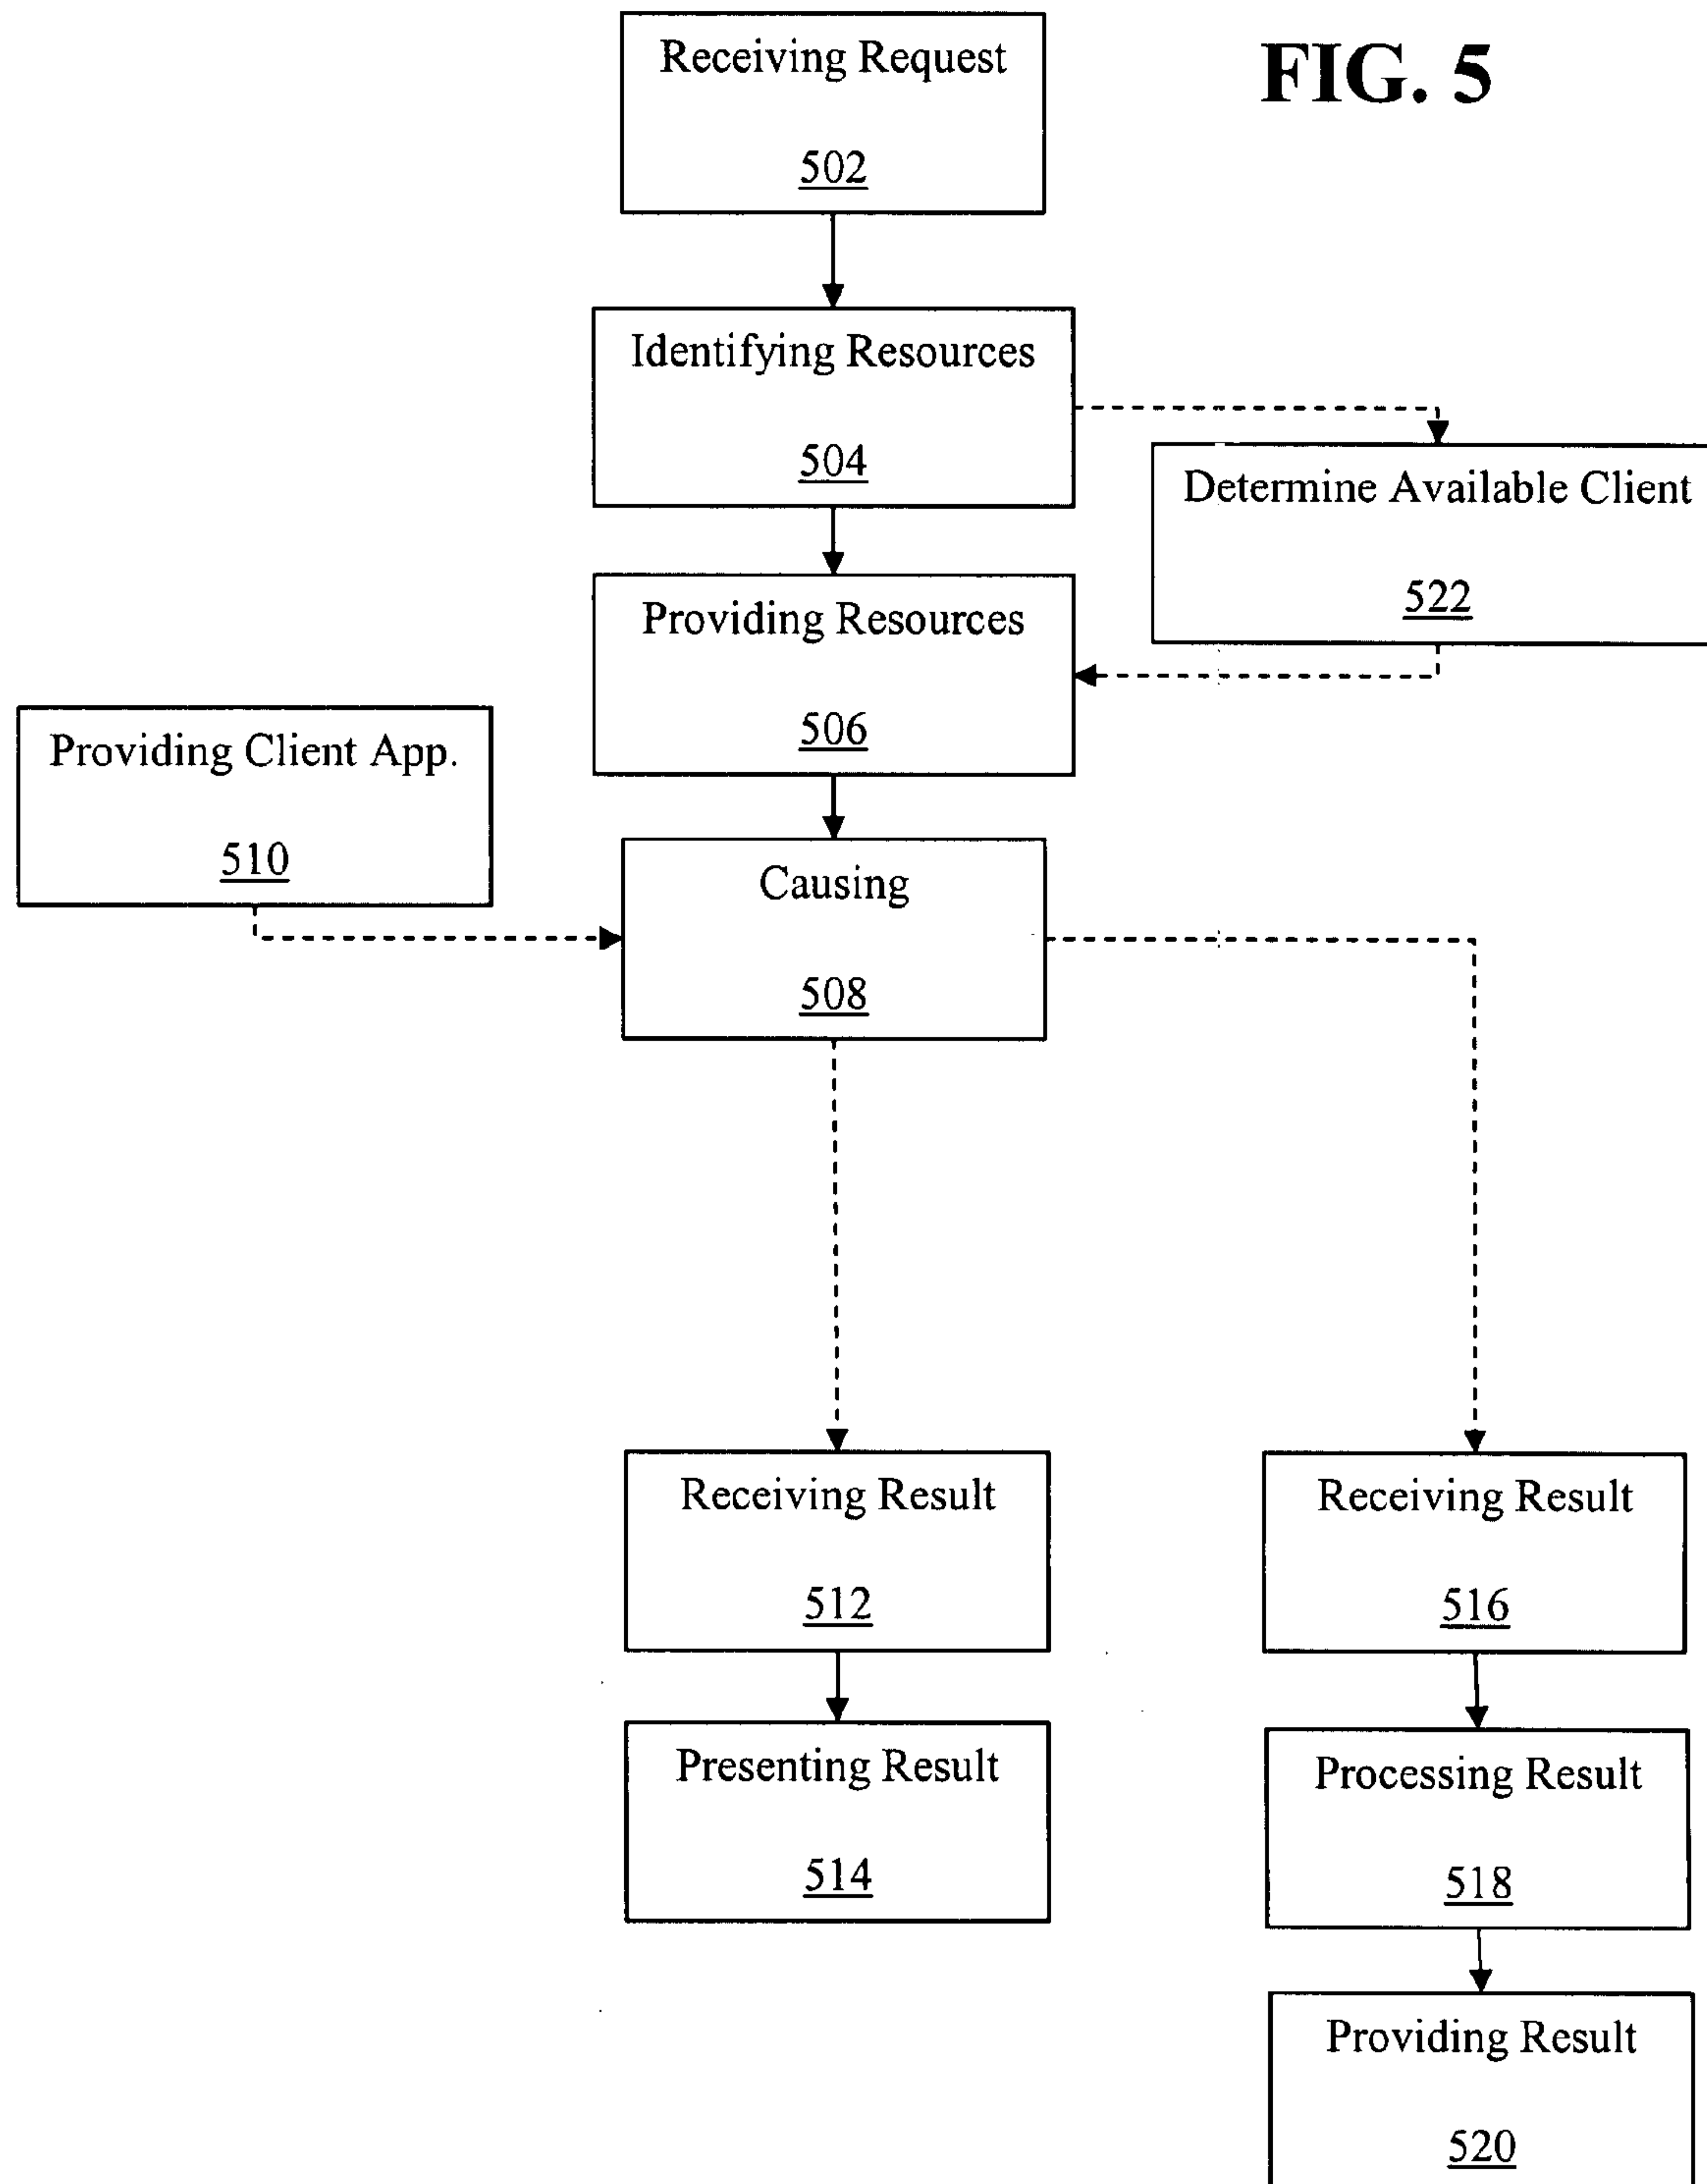 FIG. 5
Receiving Request
502
Identifying Resources
504
Determine Available Client
522
Providing Resources
506
Providing Client App.
510
Causing
508
Receiving Result
512
Receiving Result
516
Presenting Result
514
Processing Result
518
Providing Result
520